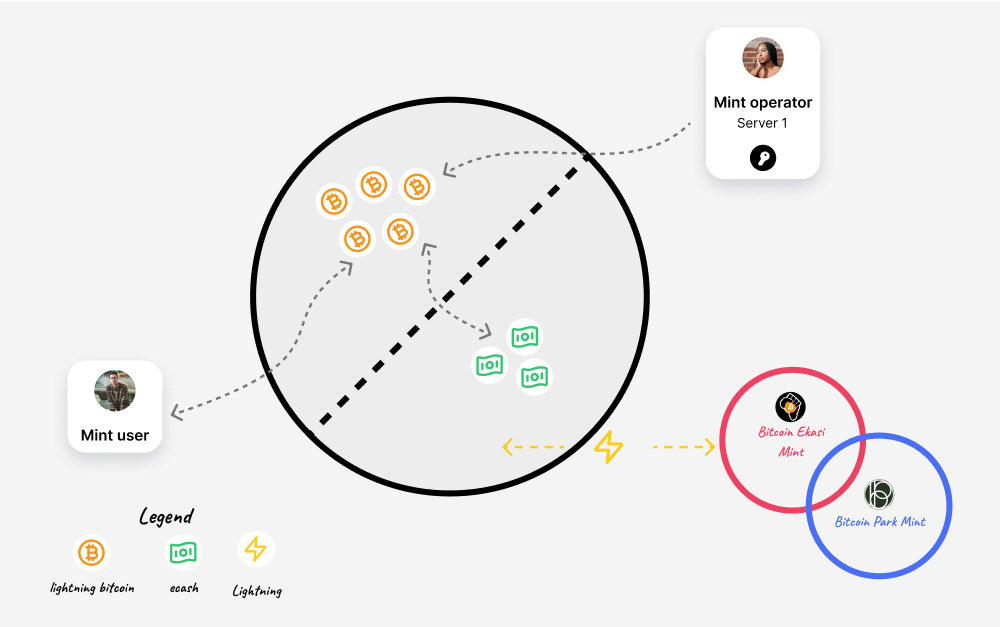 Mint operator
Server 1
Mint user
Bitcoin Ekasi
Mint
Bitcoin Park Mint
Legend
lightning bitcoin
ecash
Lightning